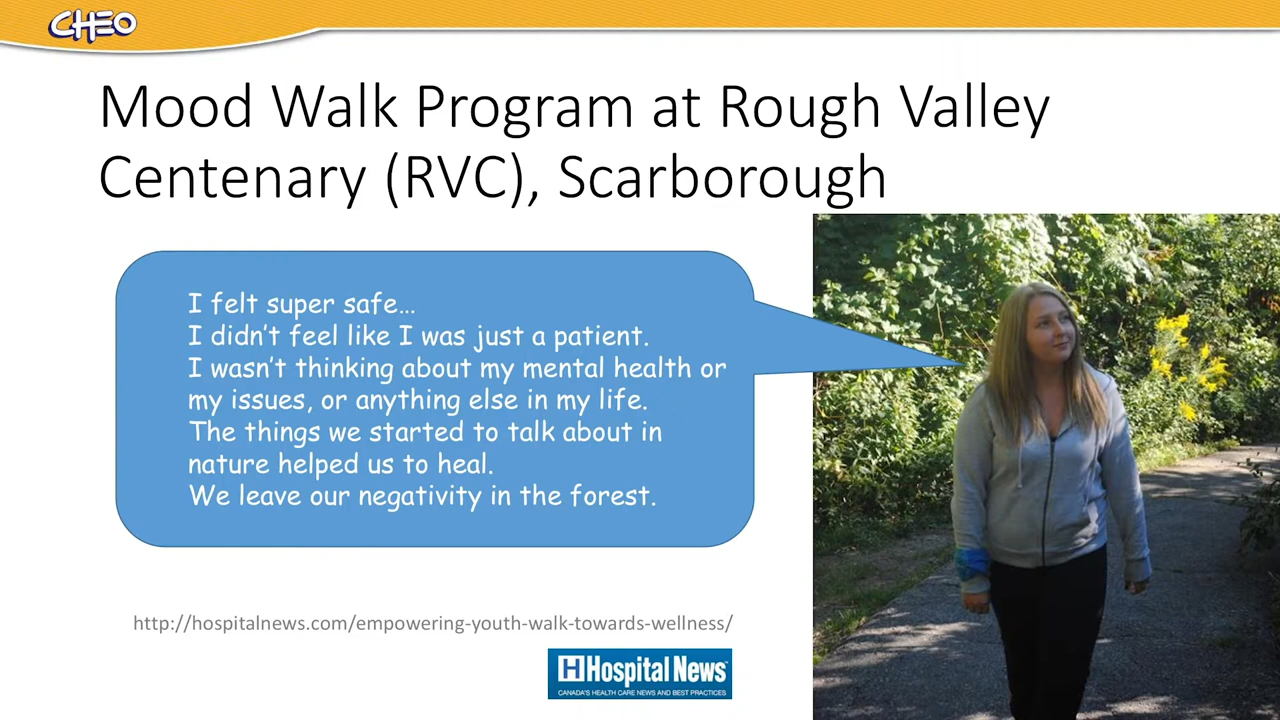 CHEO
Mood Walk Program at Rough Valley
Centenary (RVC), Scarborough
I felt super safe…
I didn't feel like I was just a patient.
I wasn't thinking about my mental health or
my issues, or anything else in my life.
The things we started to talk about in
nature helped us to heal.
We leave our negativity in the forest.
http://hospitalnews.com/empowering-youth-walk-towards-wellness/
H Hospital News™
CANADA'S HEALTH CARE NEWS AND BEST PRACTICES